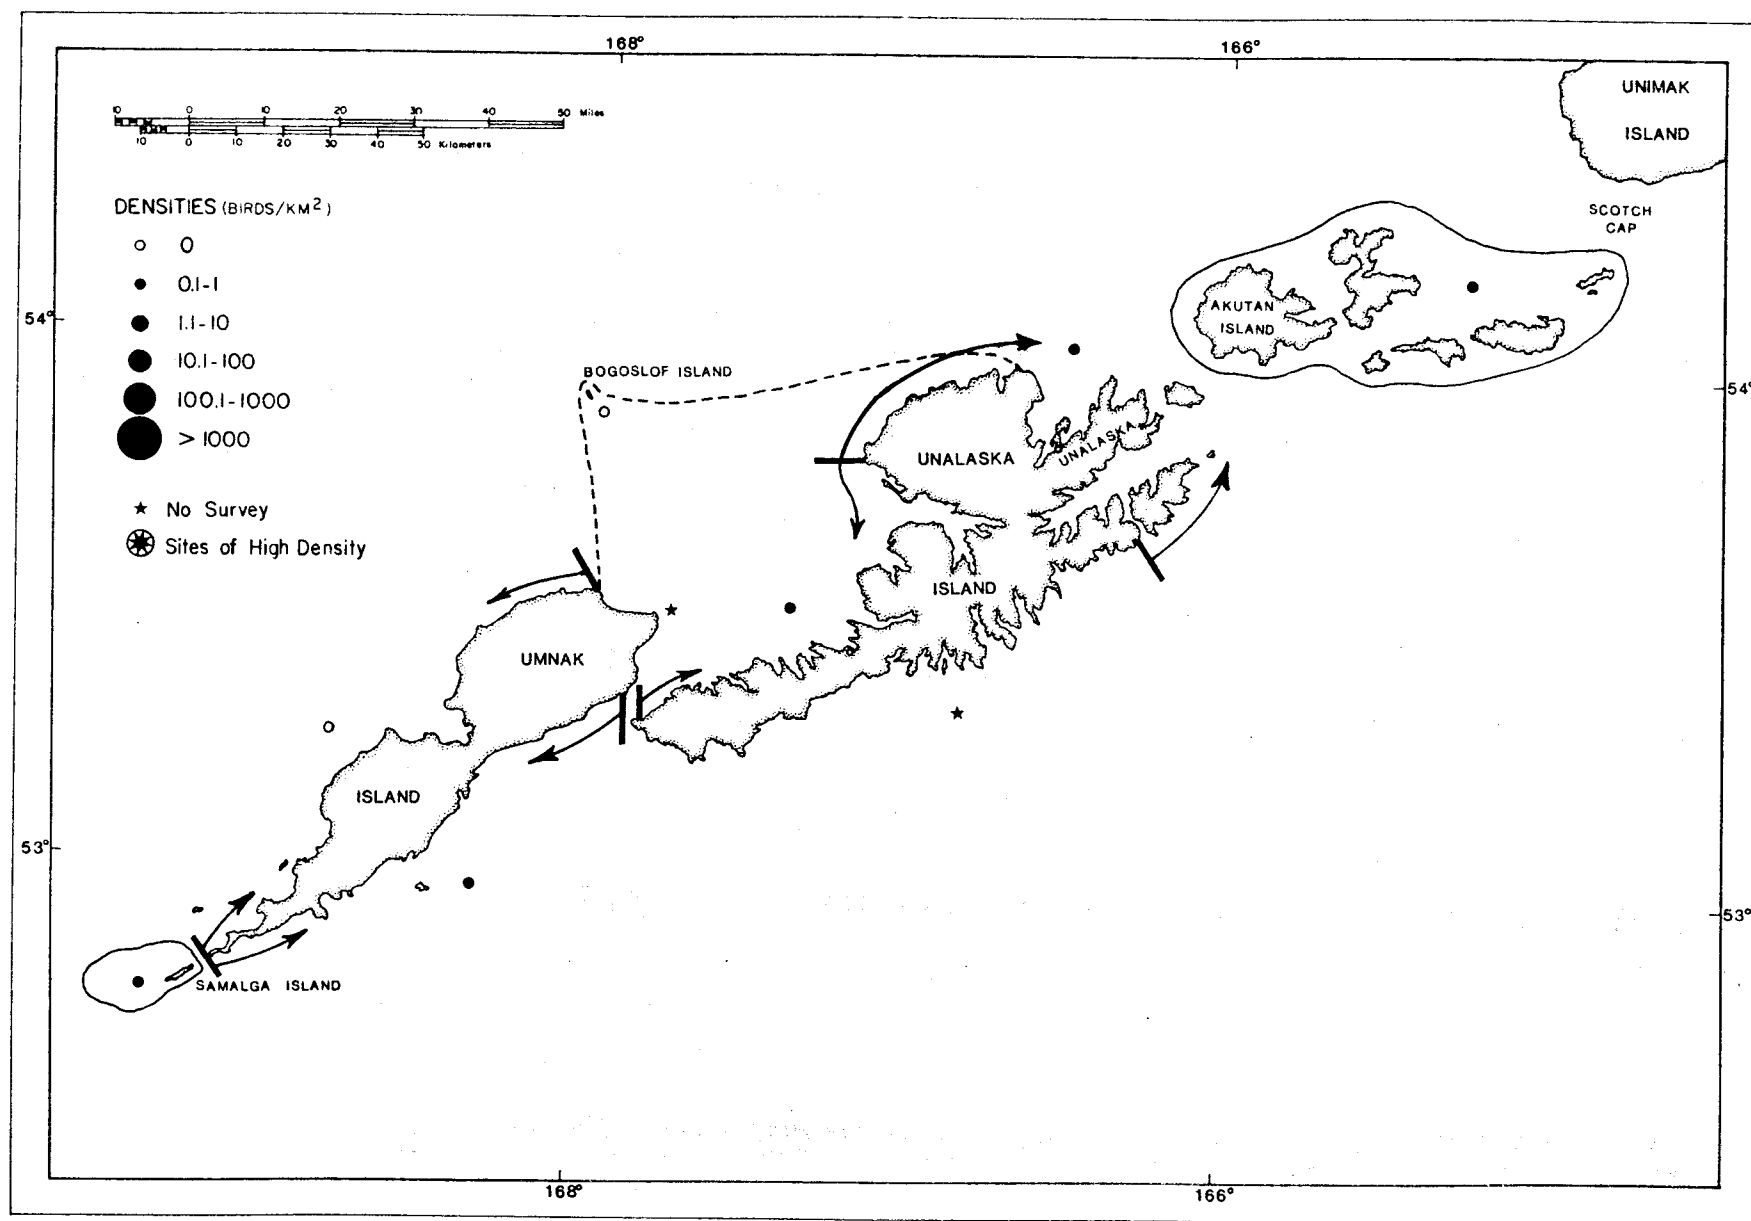 168°
166°
UNIMAK
ISLAND
10 0 10 20 30 40 50 Miles
10 0 10 20 30 40 50 Kilometers
DENSITIES (BIRDS/KM²)
0
0.1-1
1.1-10
10.1-100
100.1-1000
> 1000
No Survey
Sites of High Density
SCOTCH
CAP
AKUTAN
ISLAND
54°
54°
BOGOSLOF ISLAND
UNALASKA
UNALASKA
ISLAND
UMNAK
ISLAND
53°
53°
SAMALGA ISLAND
168°
166°